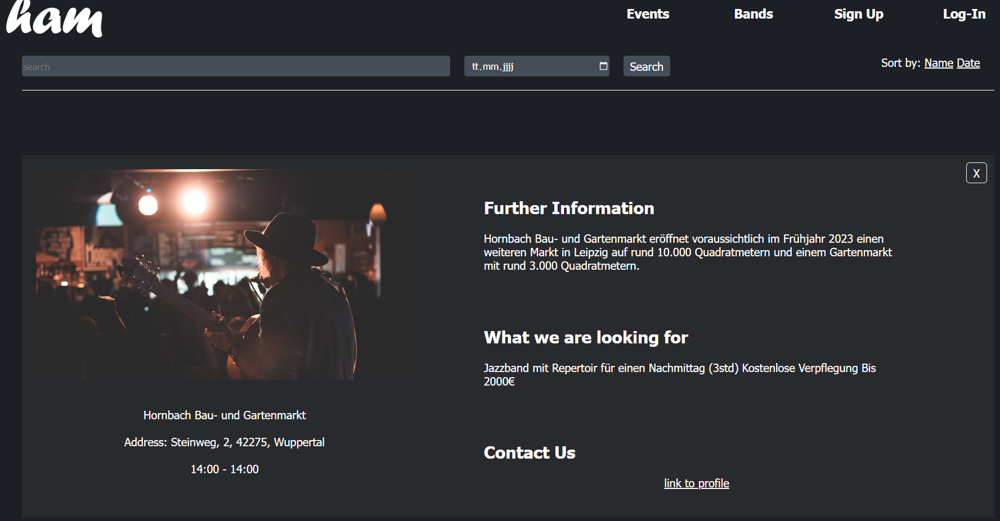 ham
Events
Bands
Sign Up
Log-In
search
tt.mm.jjjj
Search
Sort by: Name Date
X
Further Information
Hornbach Bau- und Gartenmarkt eröffnet voraussichtlich im Frühjahr 2023 einen
weiteren Markt in Leipzig auf rund 10.000 Quadratmetern und einem Gartenmarkt
mit rund 3.000 Quadratmetern.
What we are looking for
Jazzband mit Repertoir für einen Nachmittag (3std) Kostenlose Verpflegung Bis
2000€
Hornbach Bau- und Gartenmarkt
Address: Steinweg, 2, 42275, Wuppertal
14:00 - 14:00
Contact Us
link to profile